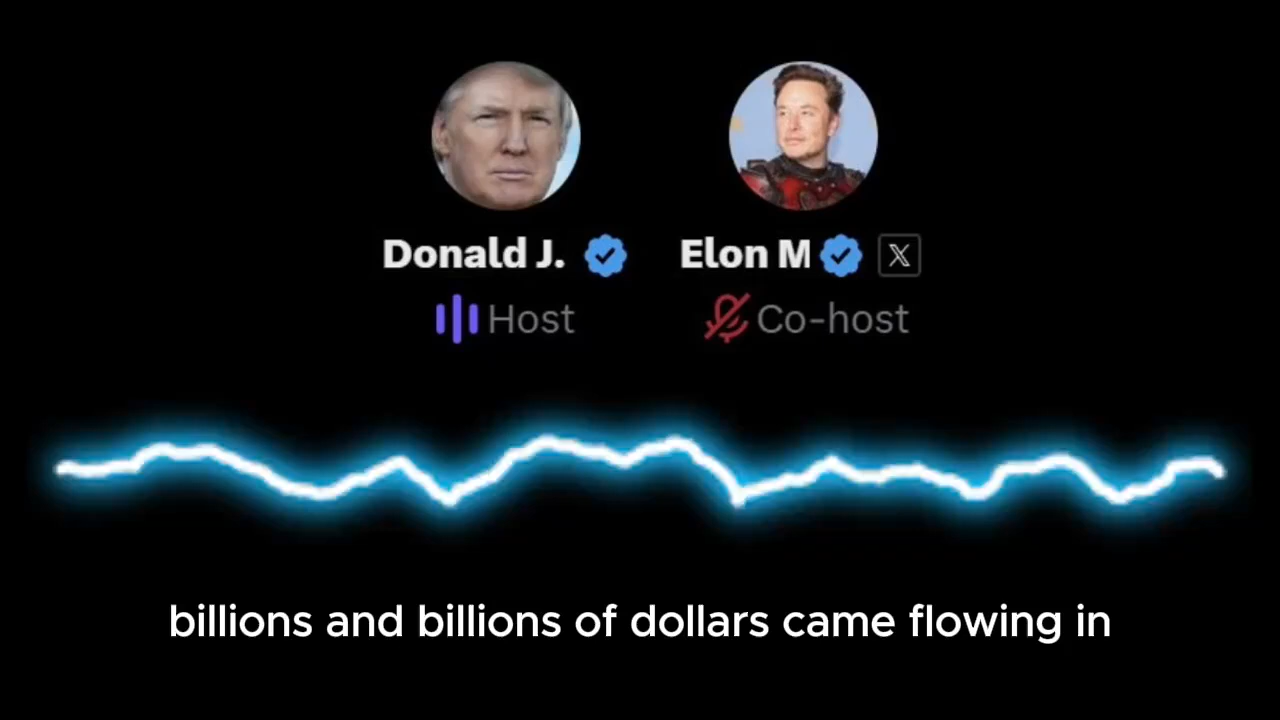 Donald J.
Elon M
Host
Co-host
billions and billions of dollars came flowing in